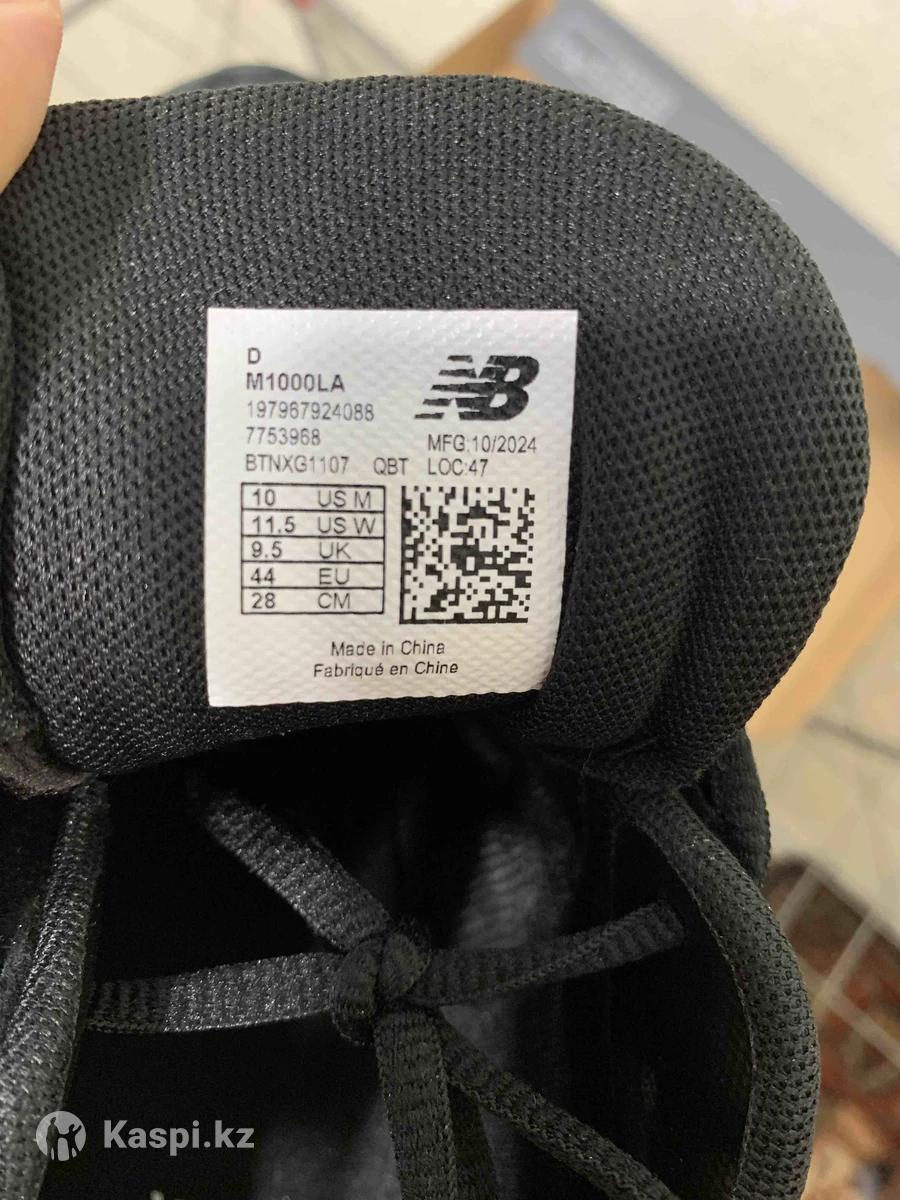 D
M1000LA
197967924088
7753968
MFG:10/2024
BTNXG1107 QBT LOC:47
NB
10 US M
11.5 US W
9.5 UK
44 EU
28 CM
Made in China
Fabriqué en Chine
Kaspi.kz